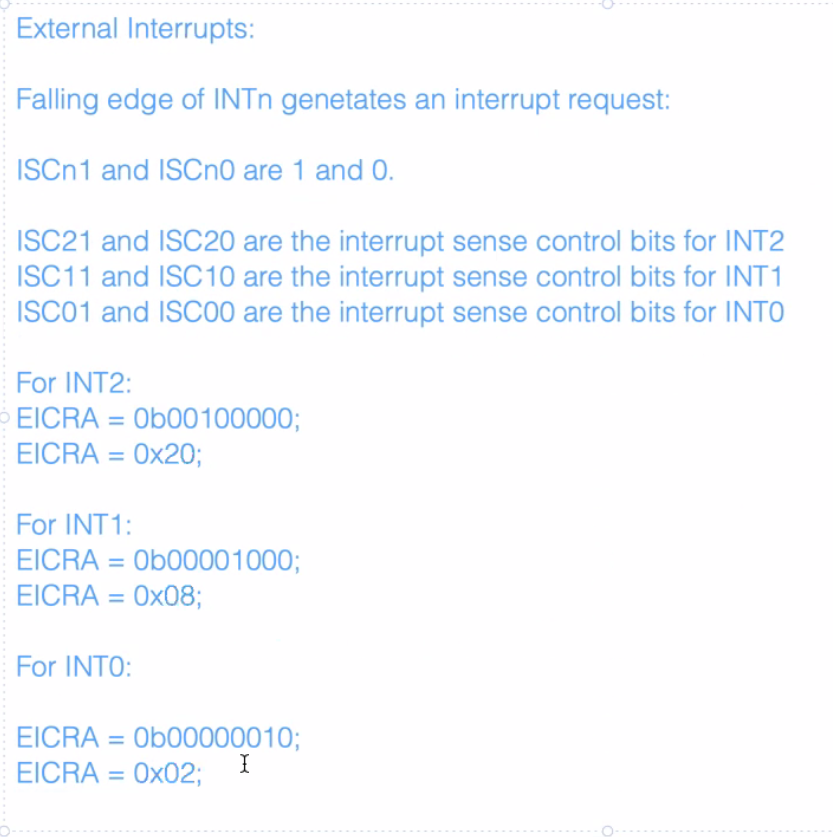 External Interrupts:
Falling edge of INTn genetates an interrupt request:
ISCn1 and ISCn0 are 1 and 0.
ISC21 and ISC20 are the interrupt sense control bits for INT2
ISC11 and ISC10 are the interrupt sense control bits for INT1
ISC01 and ISC00 are the interrupt sense control bits for INT0
For INT2:
EICRA = 0b00100000;
EICRA = 0x20;
For INT1:
EICRA = 0b00001000;
EICRA = 0x08;
For INT0:
EICRA = 0b00000010;
EICRA = 0x02;